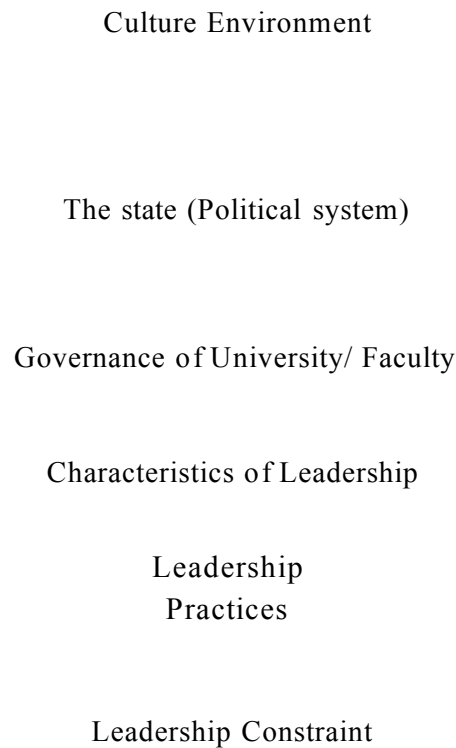 Culture Environment
The state (Political system)
Governance of University/ Faculty
Characteristics of Leadership
Leadership
Practices
Leadership Constraint